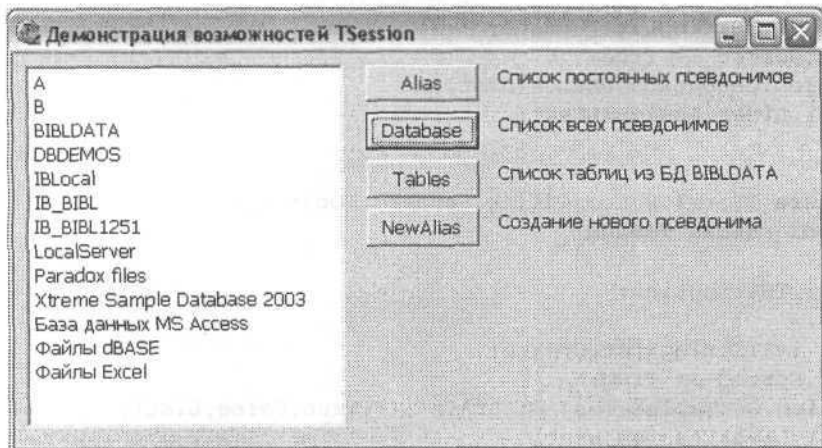 Демонстрация возможностей TSession
A
B
BIBLDATA
DBDEMOS
IBLocal
IB_BIBL
IB_BIBL1251
LocalServer
Paradox files
Xtreme Sample Database 2003
База данных MS Access
Файлы dBASE
Файлы Excel
Alias Список постоянных псевдонимов
Database Список всех псевдонимов
Tables Список таблиц из БД BIBLDATA
NewAlias Создание нового псевдонима